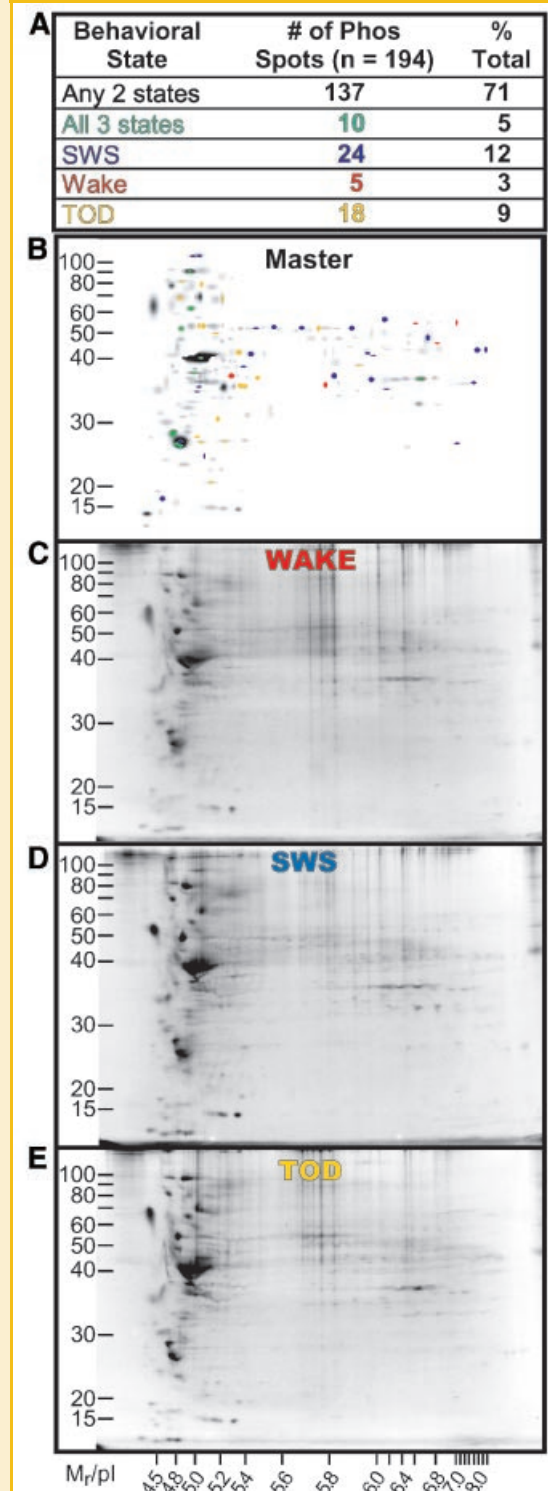 A
Behavioral State # of Phos Spots (n = 194) % Total
Any 2 states 137 71
All 3 states 10 5
SWS 24 12
Wake 5 3
TOD 18 9
B
Master
100
80
60
50
40
30
20
15
C
WAKE
100
80
60
50
40
30
20
15
D
SWS
100
80
60
50
40
30
20
15
E
TOD
100
80
60
50
40
30
20
15
Mr/pI 4.5 4.8 5.0 5.2 5.4 5.6 5.8 6.0 6.4 6.8 7.0 8.0